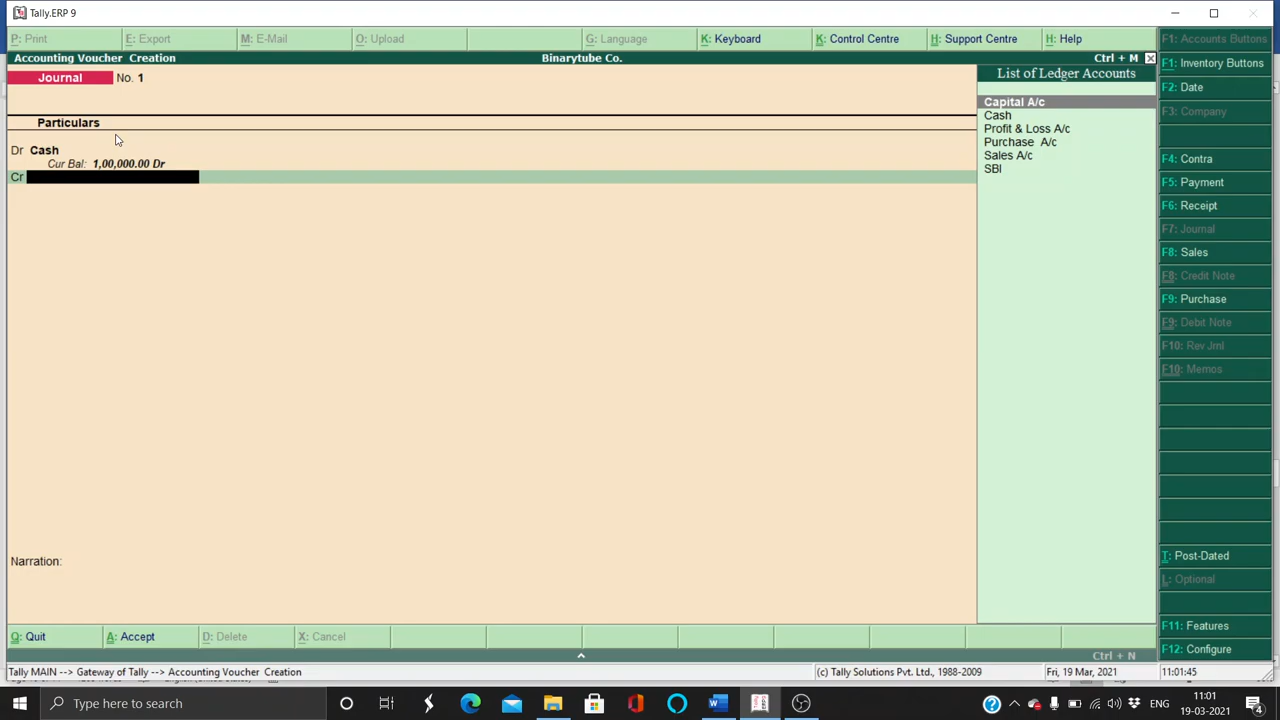 Tally.ERP 9
P: Print
E: Export
M: E-Mail
O: Upload
G: Language
K: Keyboard
K: Control Centre
H: Support Centre
H: Help
F1: Accounts Buttons
Accounting Voucher Creation
Binarytube Co.
Ctrl + M
F1: Inventory Buttons
Journal No. 1
List of Ledger Accounts
F2: Date
Capital A/c
Cash
Profit & Loss A/c
Purchase A/c
Sales A/c
SBI
F3: Company
Particulars
Dr Cash
Cur Bal: 1,00,000.00 Dr
Cr
F4: Contra
F5: Payment
F6: Receipt
F7: Journal
F8: Sales
F8: Credit Note
F9: Purchase
F9: Debit Note
F10: Rev Jrnl
F10: Memos
T: Post-Dated
Narration:
L: Optional
F11: Features
Q: Quit
A: Accept
D: Delete
X: Cancel
F12: Configure
Ctrl + N
Tally MAIN --> Gateway of Tally --> Accounting Voucher Creation
(c) Tally Solutions Pvt. Ltd., 1988-2009
Fri, 19 Mar, 2021
11:01:45
Type here to search
ENG
11:01
19-03-2021
4